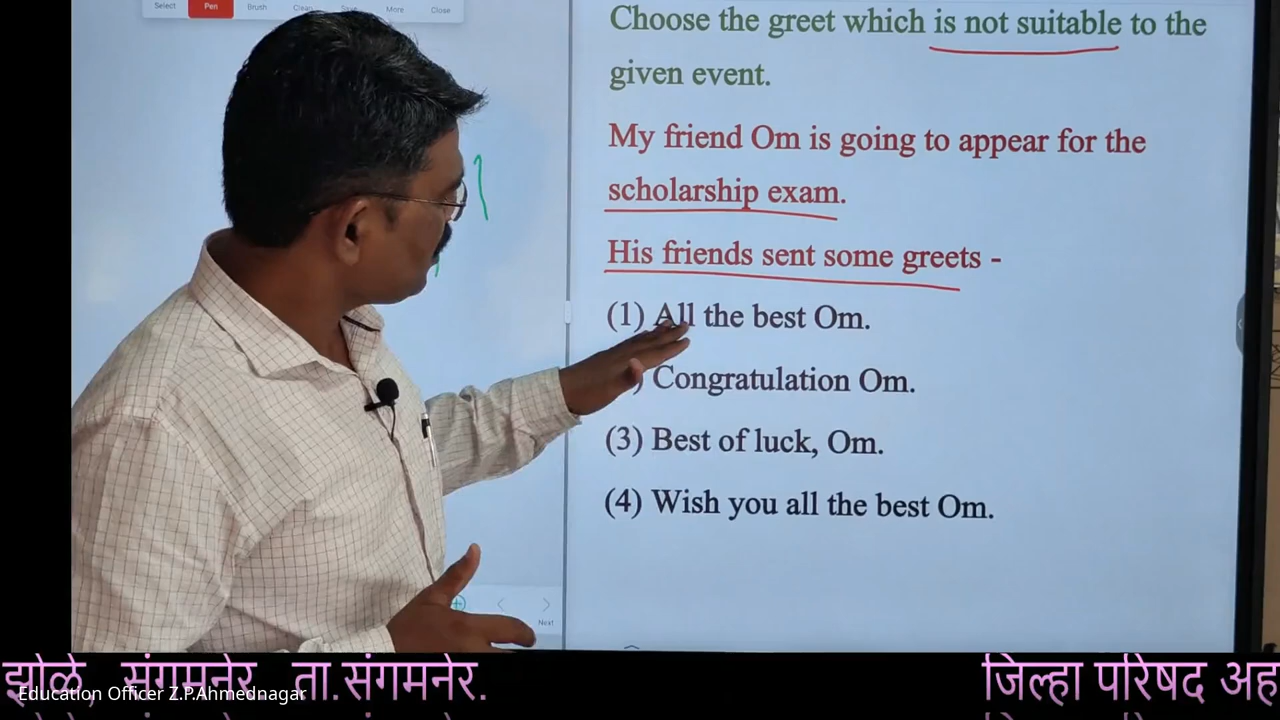 Select Pen Brush Clean Save More Close
Choose the greet which is not suitable to the
given event.
My friend Om is going to appear for the
scholarship exam.
His friends sent some greets -
(1) All the best Om.
) Congratulation Om.
(3) Best of luck, Om.
(4) Wish you all the best Om.
Next
झोळे, संगमनेर, ता.संगमनेर. जिल्हा परिषद अह
Education Officer Z.P.Ahmednagar